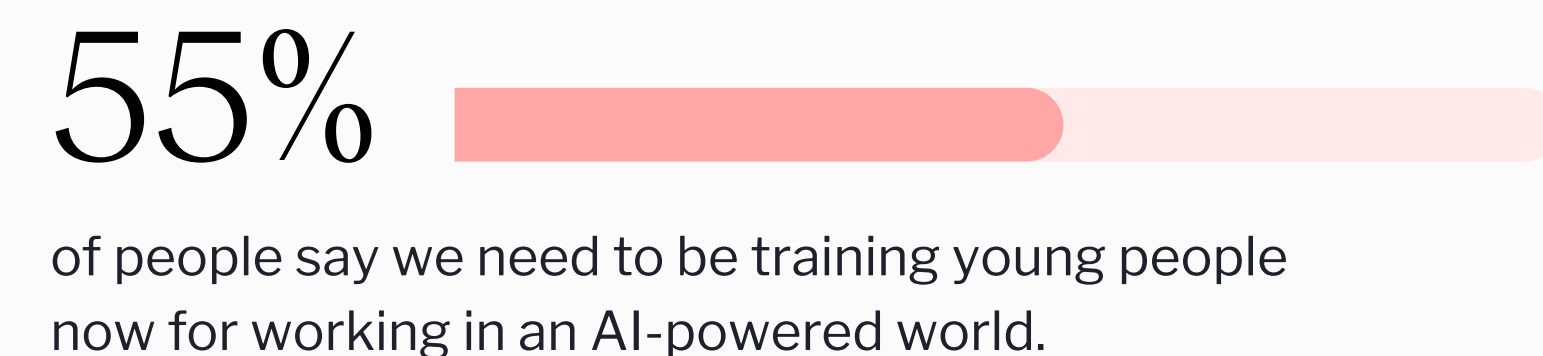 55%
of people say we need to be training young people
now for working in an AI-powered world.